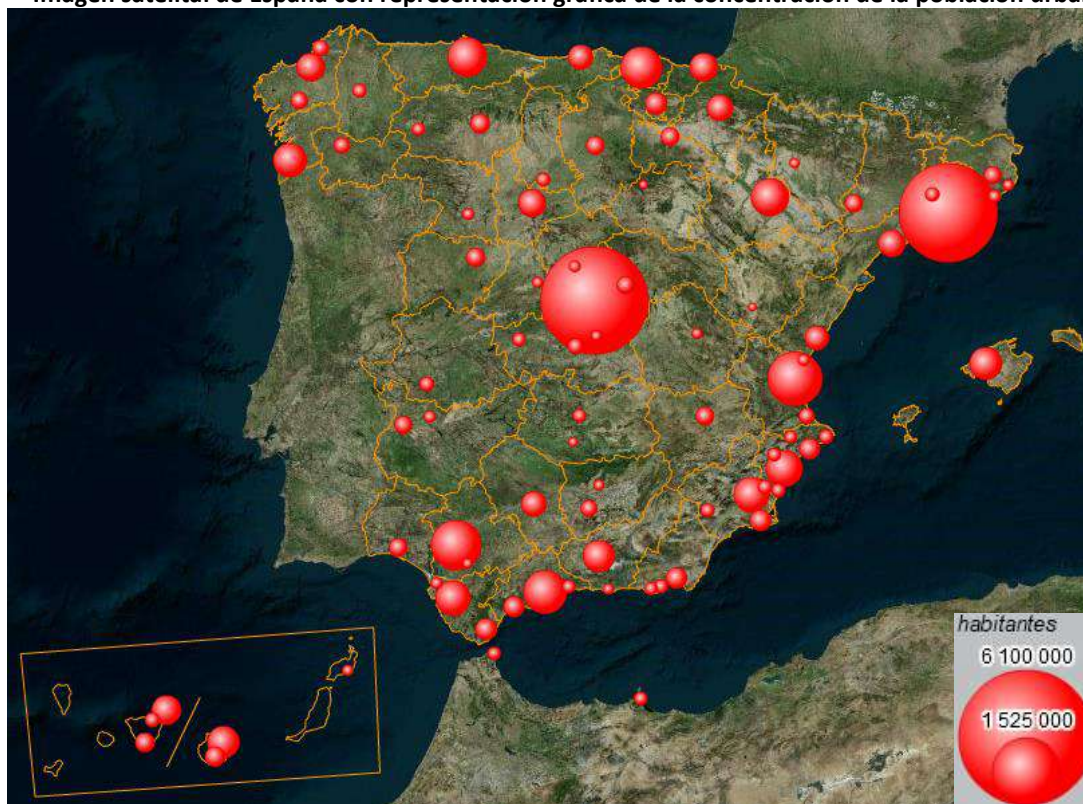 Imagen satelital de España con representación gráfica de la concentración de la población urba
habitantes
6 100 000
1 525 000